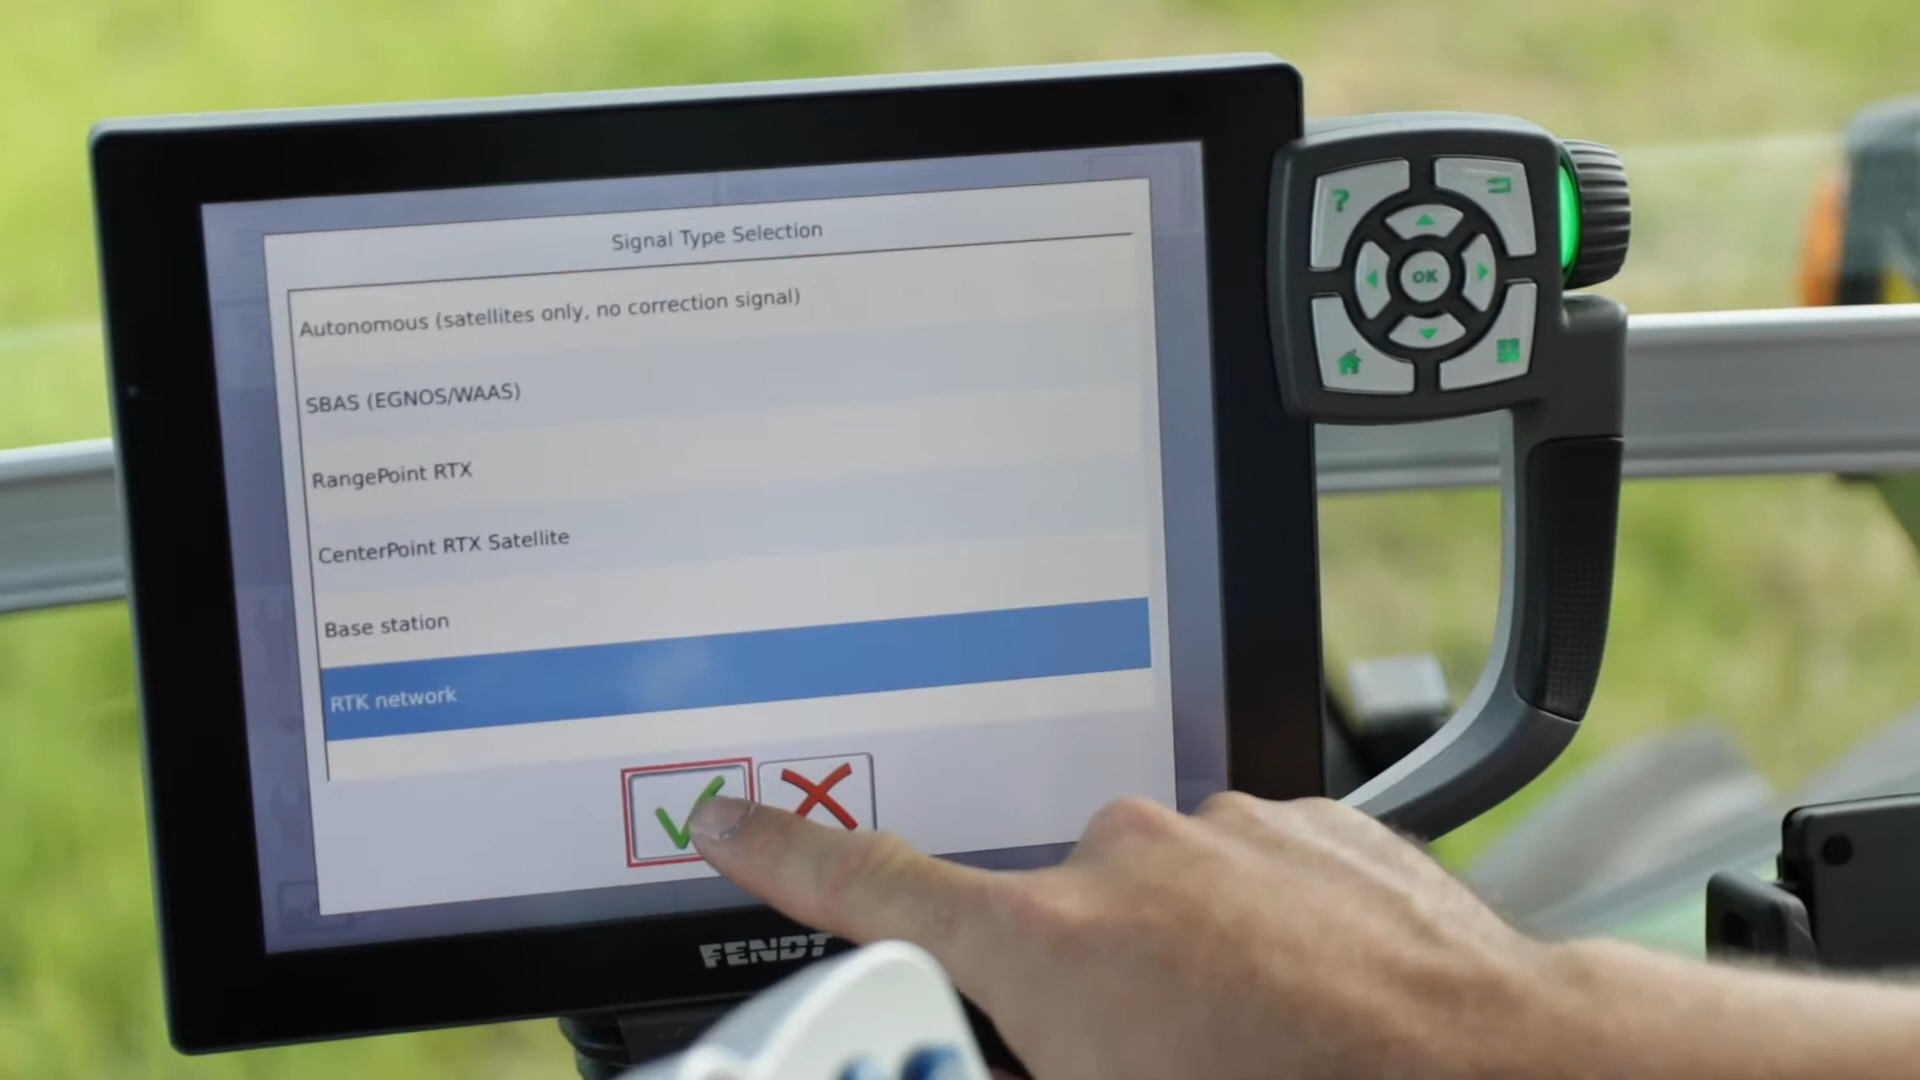 Signal Type Selection
Autonomous (satellites only, no correction signal)
SBAS (EGNOS/WAAS)
RangePoint RTX
CenterPoint RTX Satellite
Base station
RTK network
FENDT
?
OK